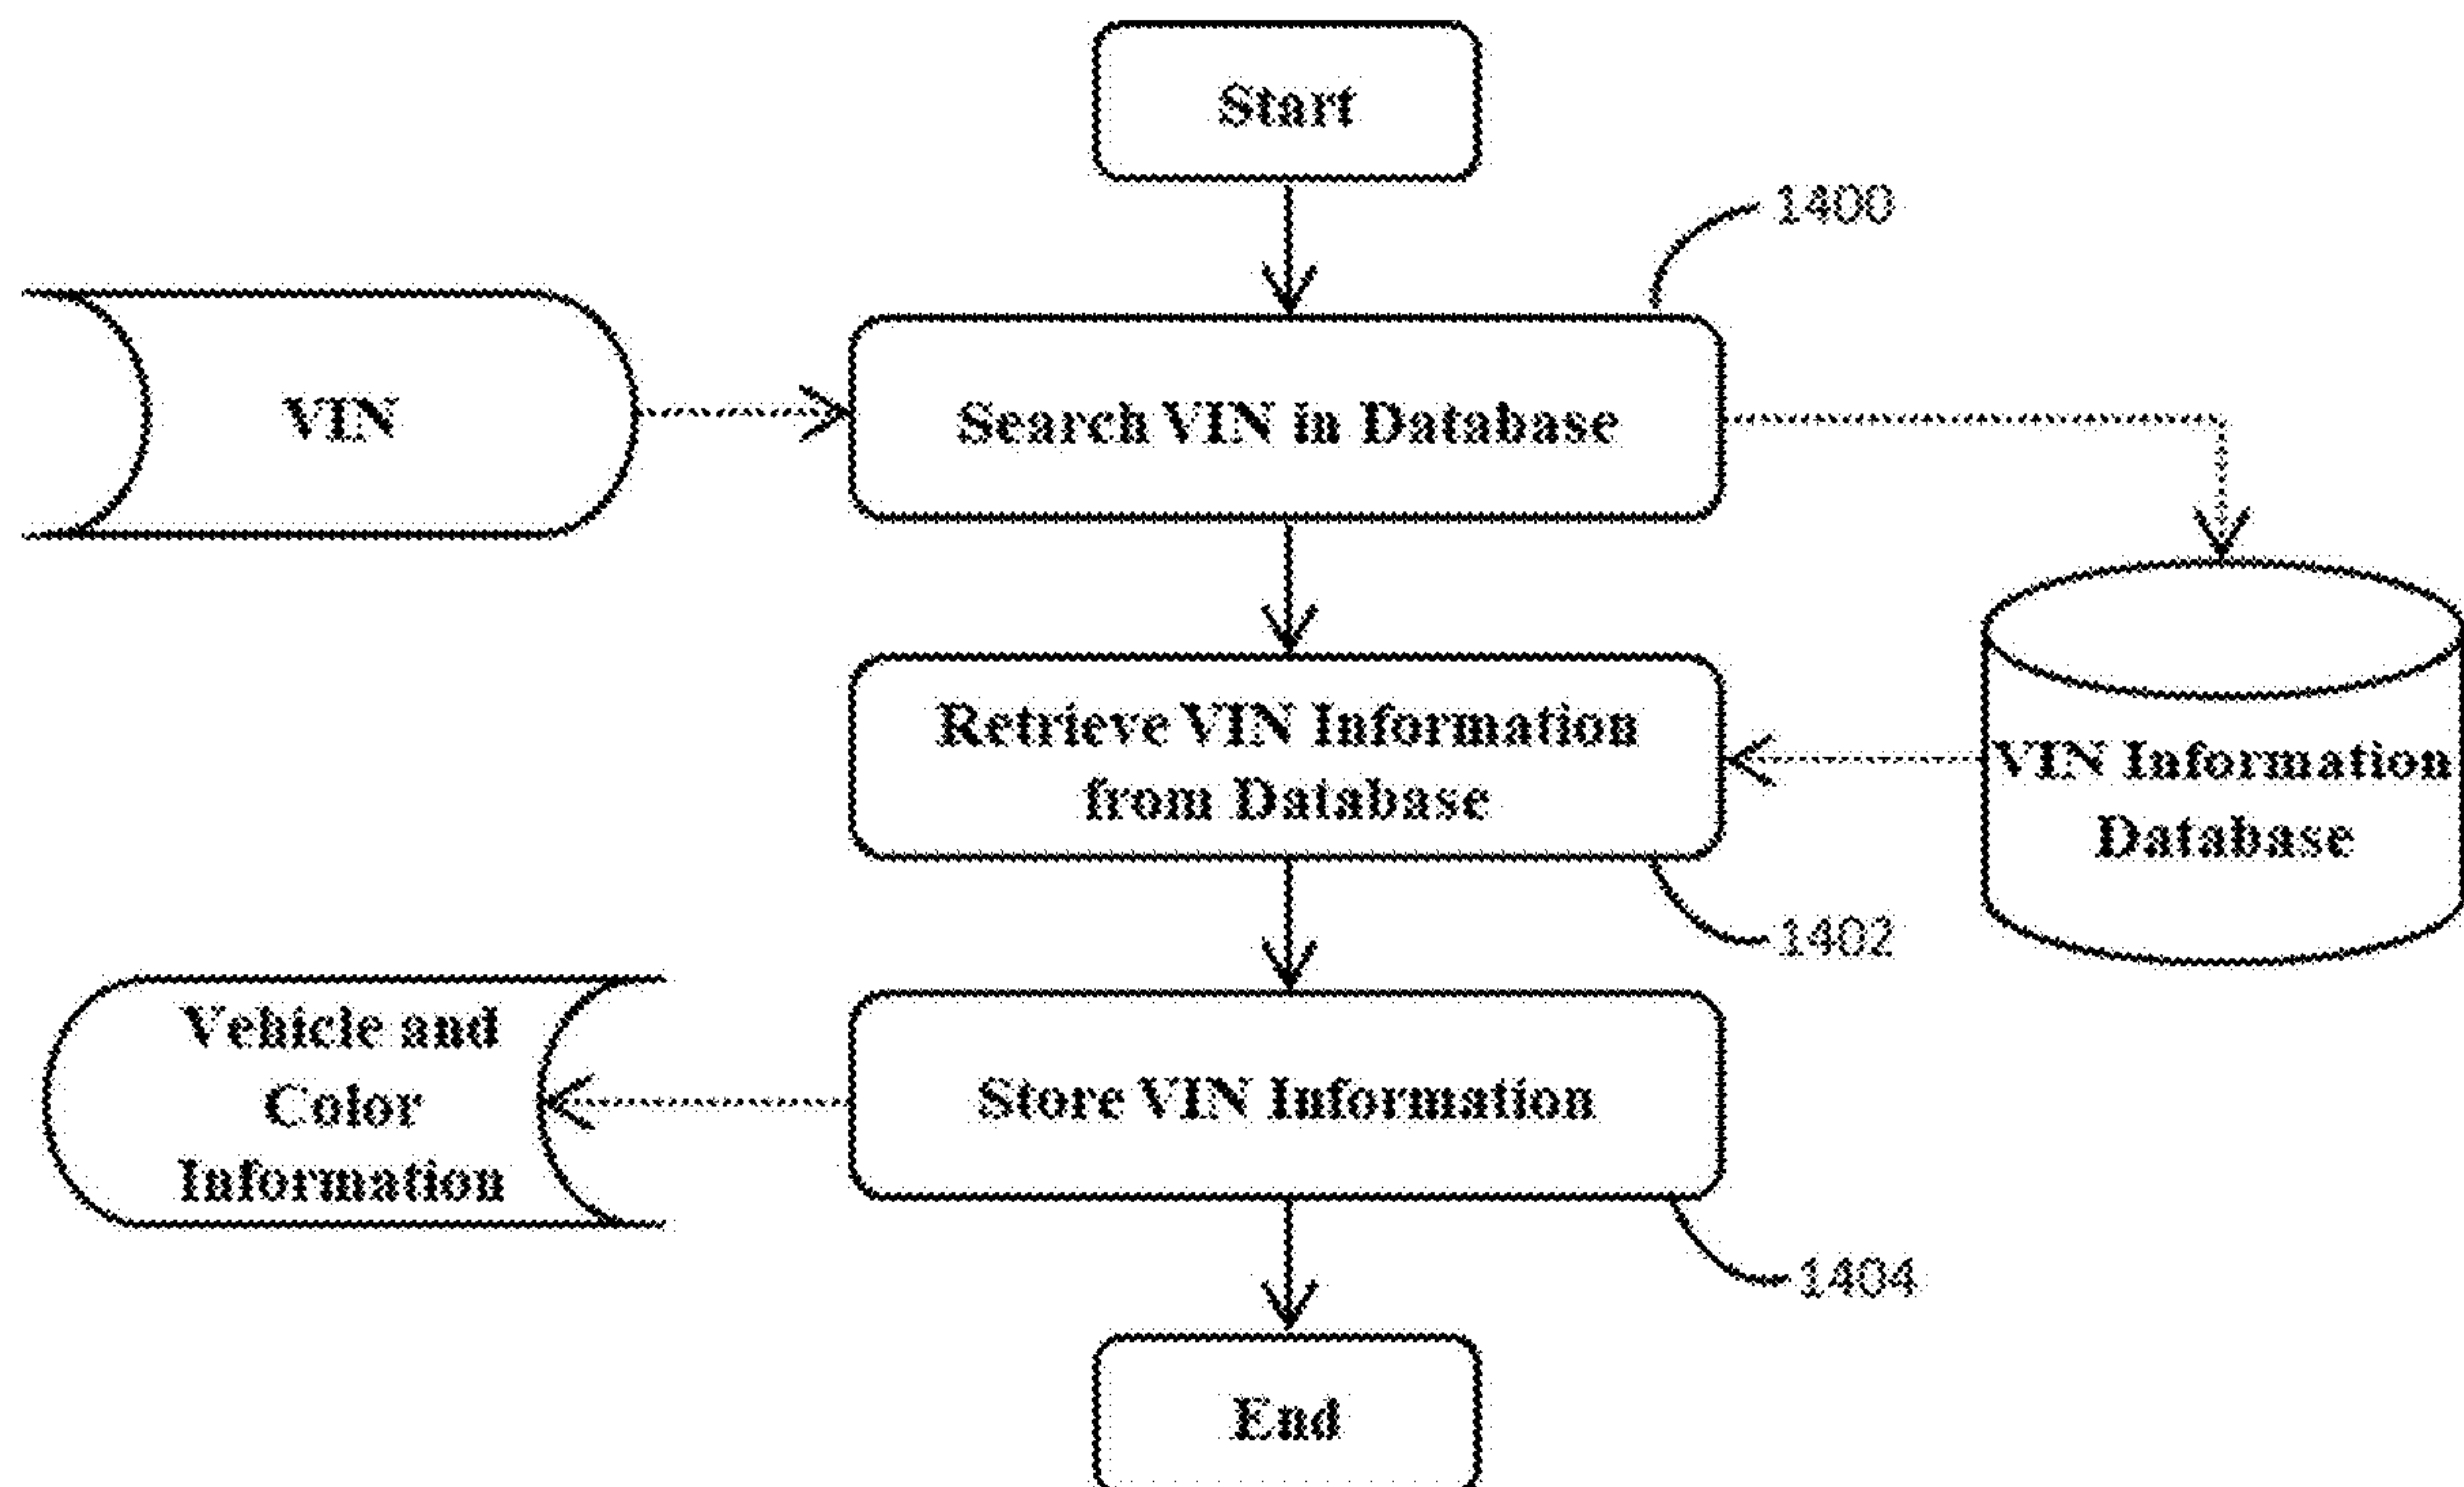 Start
1400
VIN
Search VIN in Database
Retrieve VIN Information
from Database
VIN Information
Database
1402
Vehicle and
Color
Information
Store VIN Information
1404
End